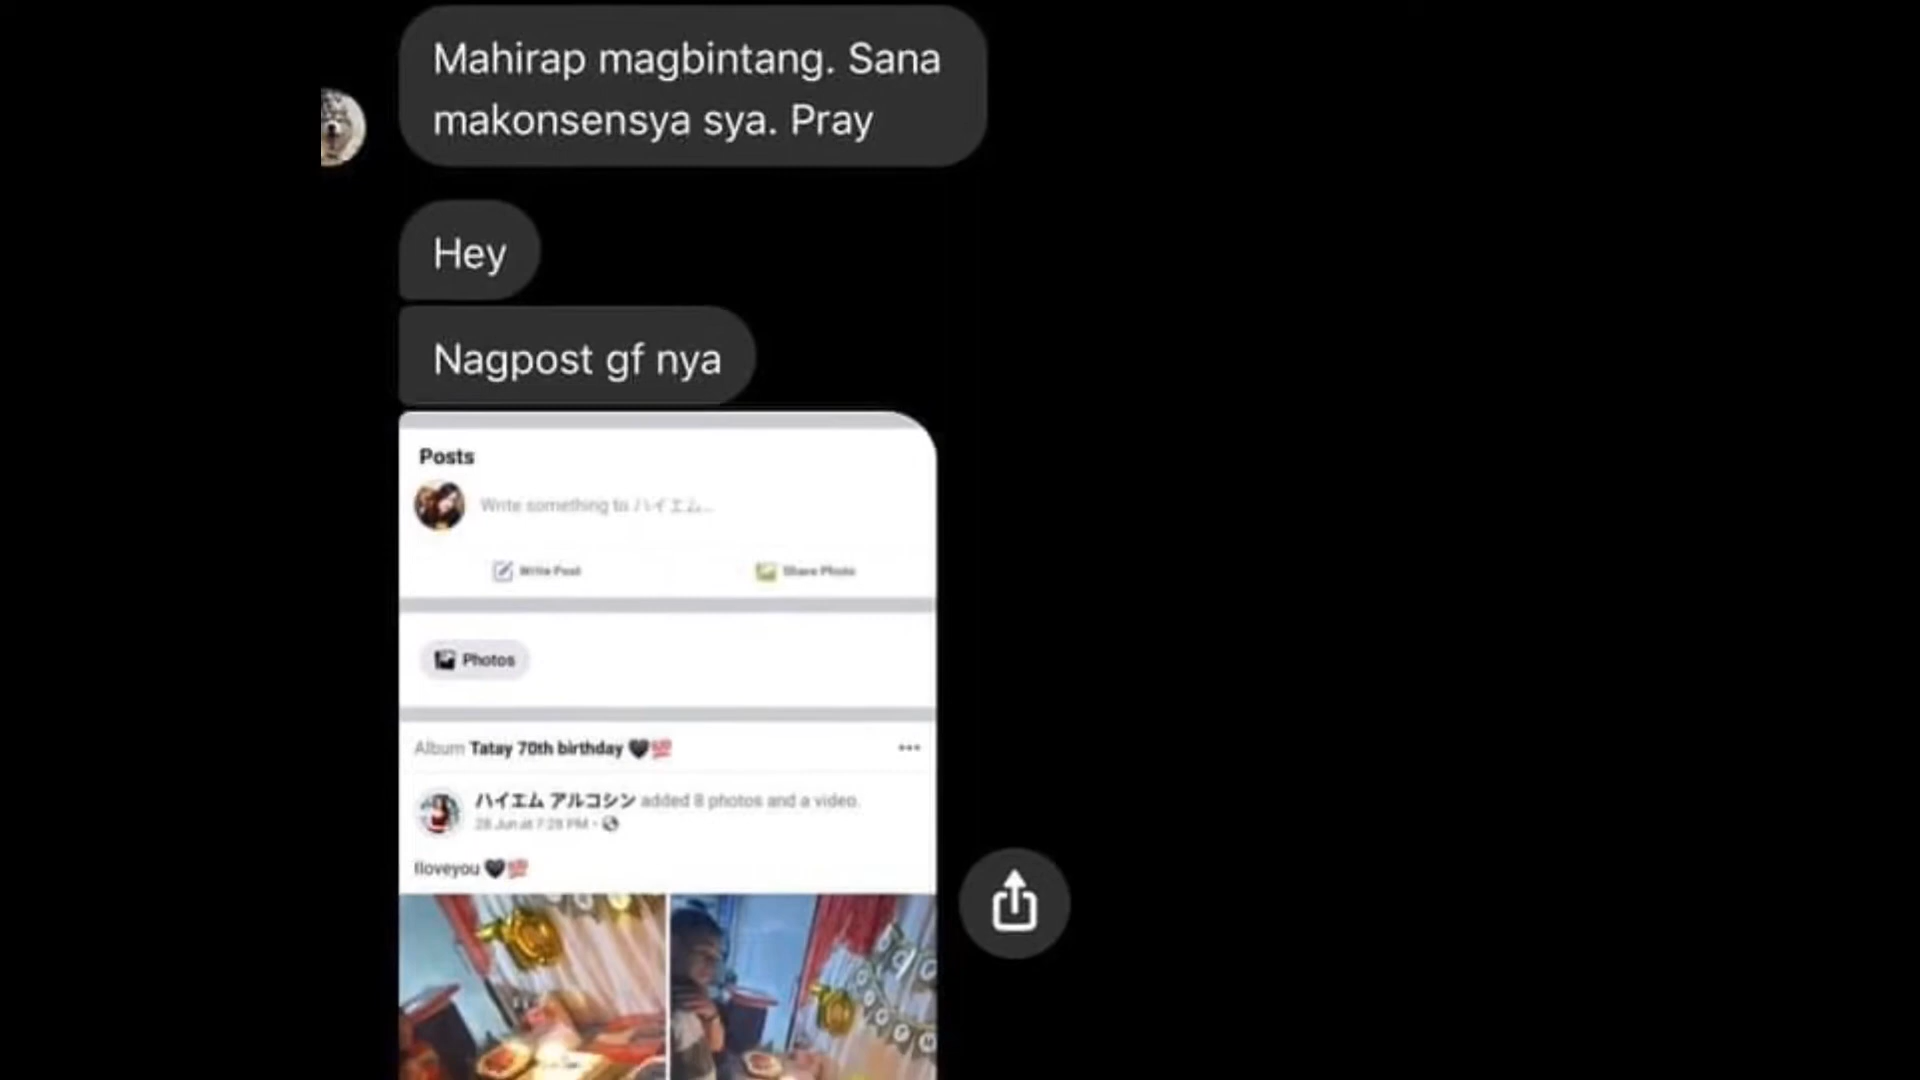 Mahirap magbintang. Sana
makonsensya sya. Pray
Hey
Nagpost gf nya
Posts
Write something to ハイエム...
Write Post
Share Photo
Photos
Album Tatay 70th birthday 🖤💯
ハイエム アルコシン added 8 photos and a video.
28 Jun at 7:28 PM ·
Iloveyou 🖤💯